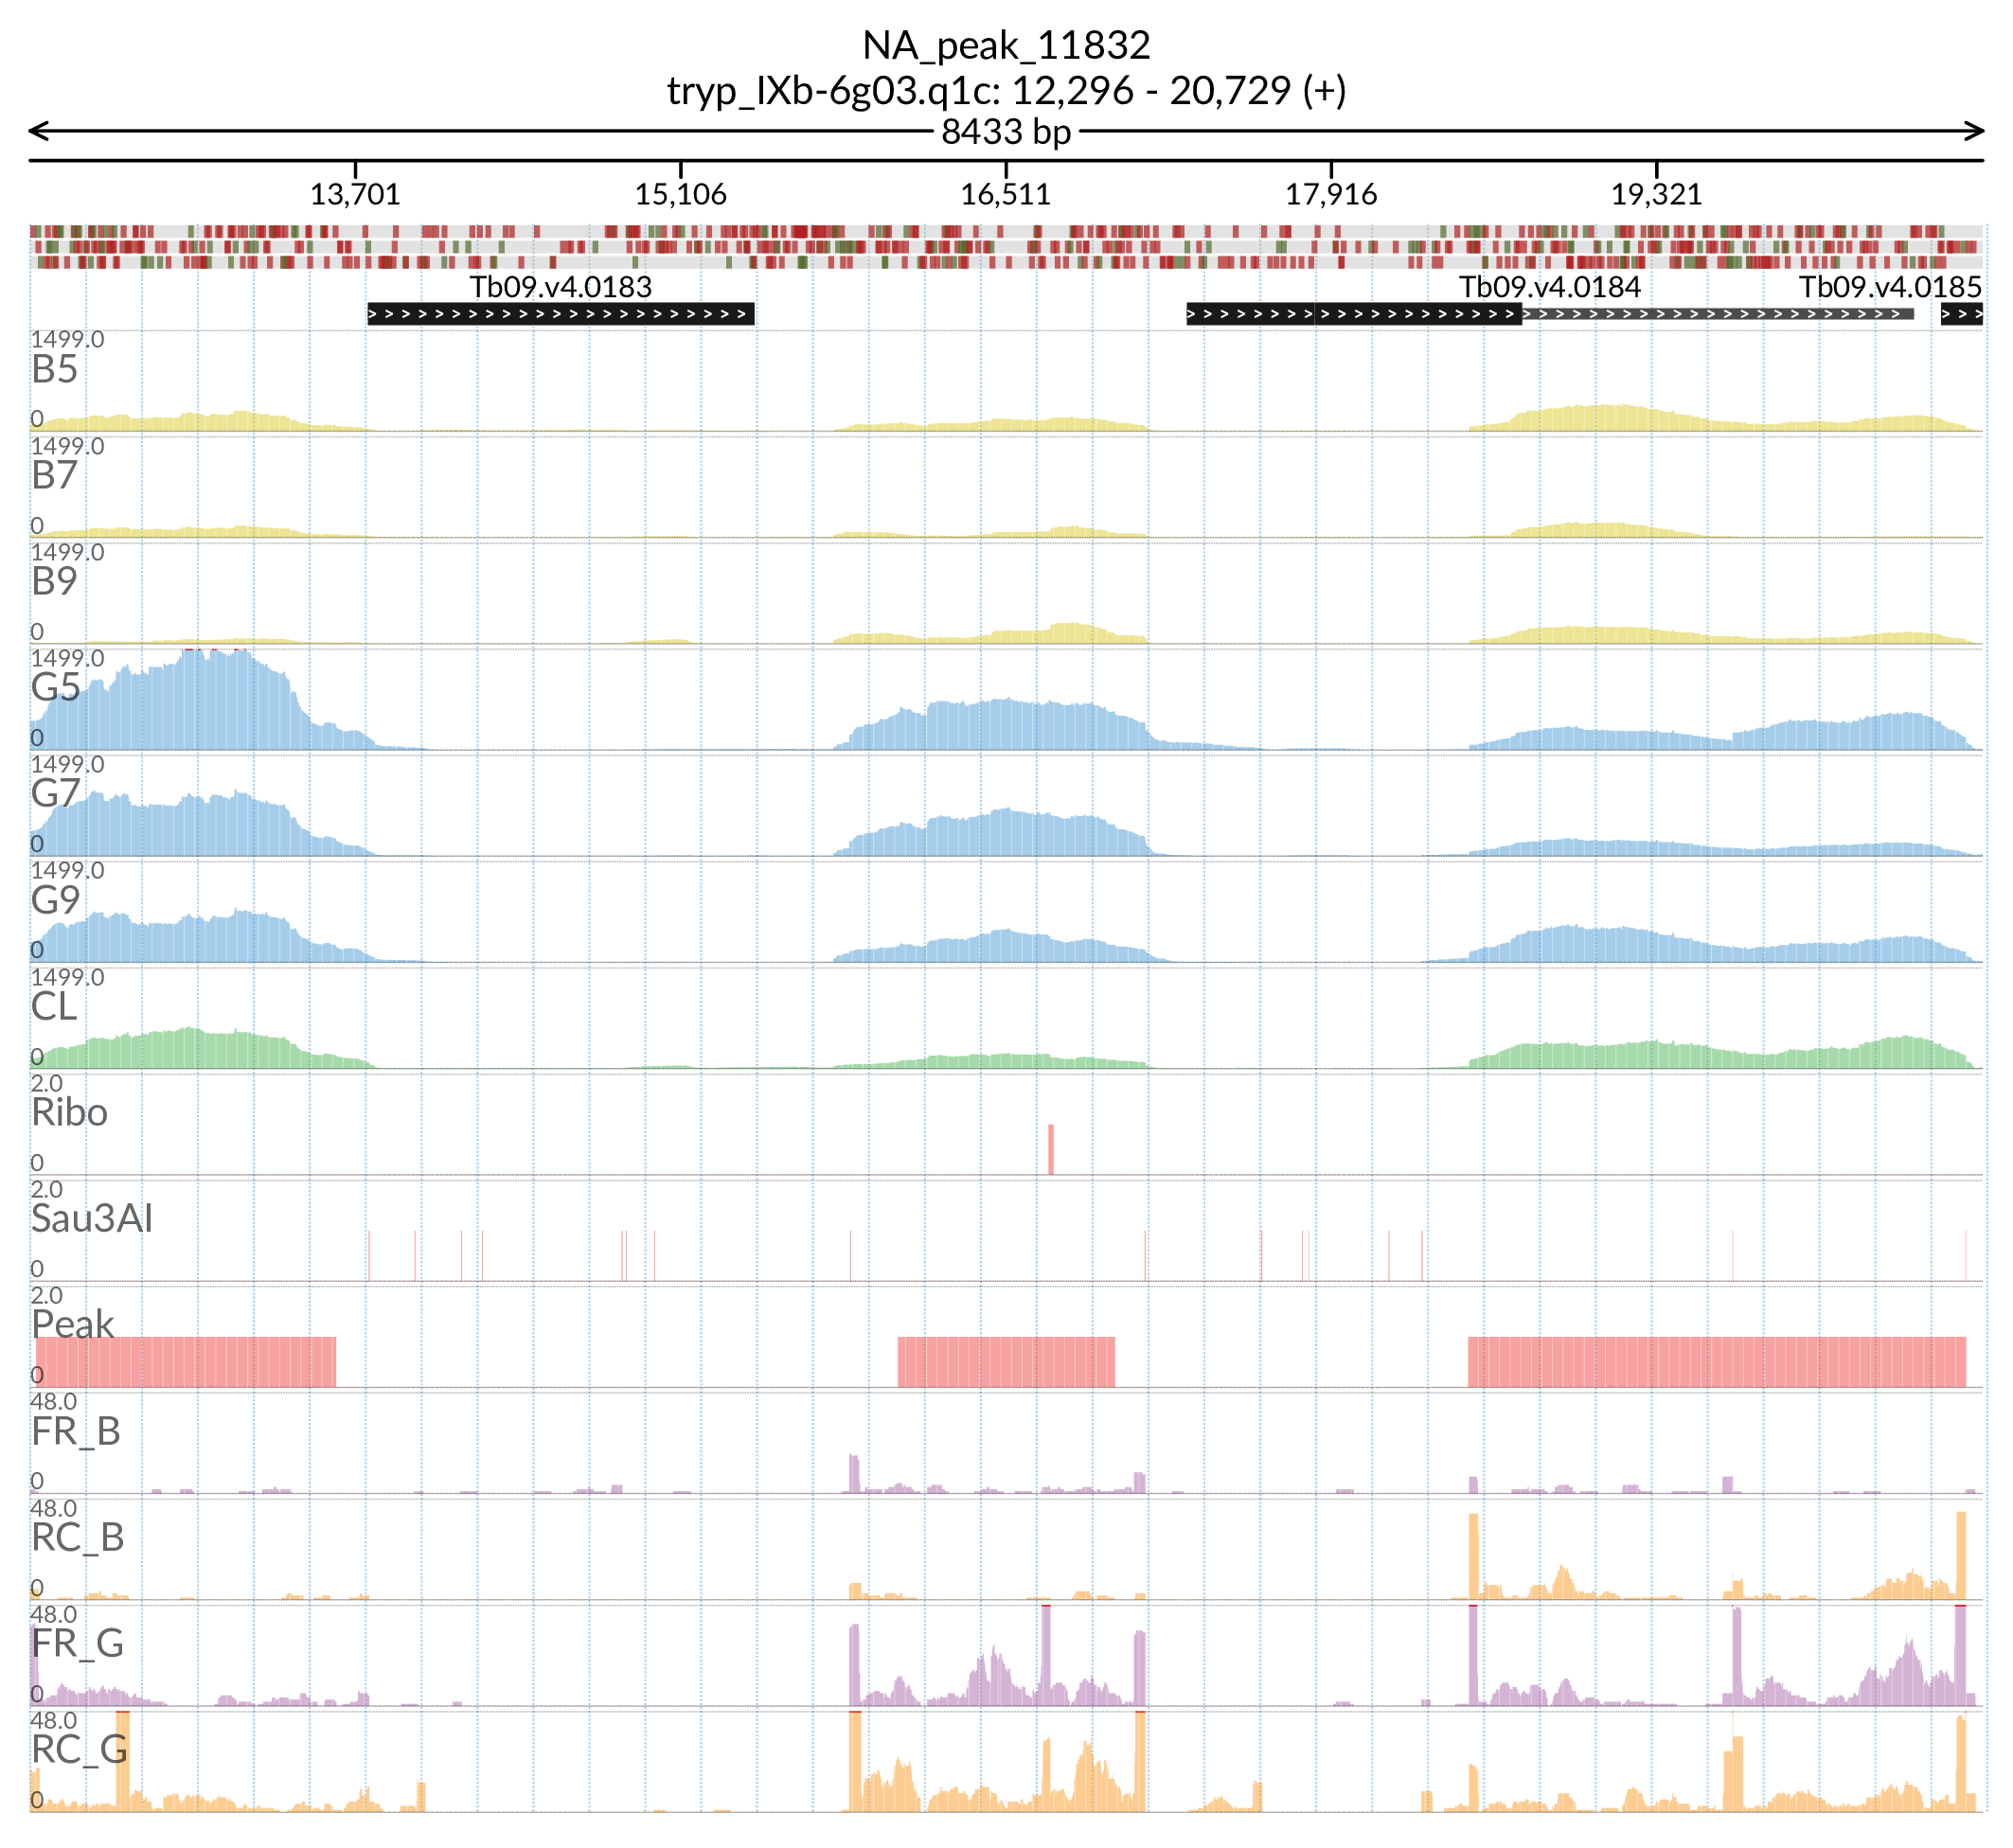 NA_peak_11832
tryp_IXb-6g03.q1c: 12,296 - 20,729 (+)
8433 bp
13,701 15,106 16,511 17,916 19,321
Tb09.v4.0183 Tb09.v4.0184 Tb09.v4.0185
1499.0
B5
0
1499.0
B7
0
1499.0
B9
0
1499.0
G5
0
1499.0
G7
0
1499.0
G9
0
1499.0
CL
0
2.0
Ribo
0
2.0
Sau3AI
0
2.0
Peak
0
48.0
FR_B
0
48.0
RC_B
0
48.0
FR_G
0
48.0
RC_G
0